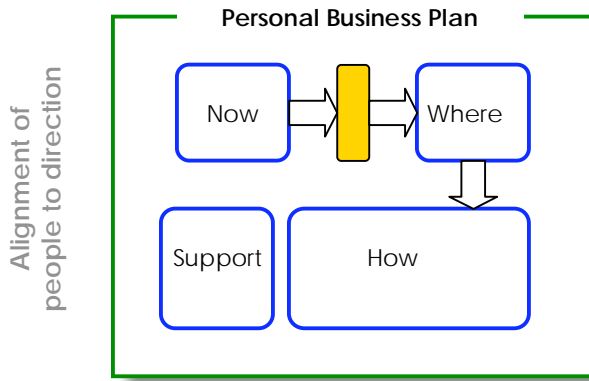 Personal Business Plan
Alignment of
people to direction
Now
Where
Support
How